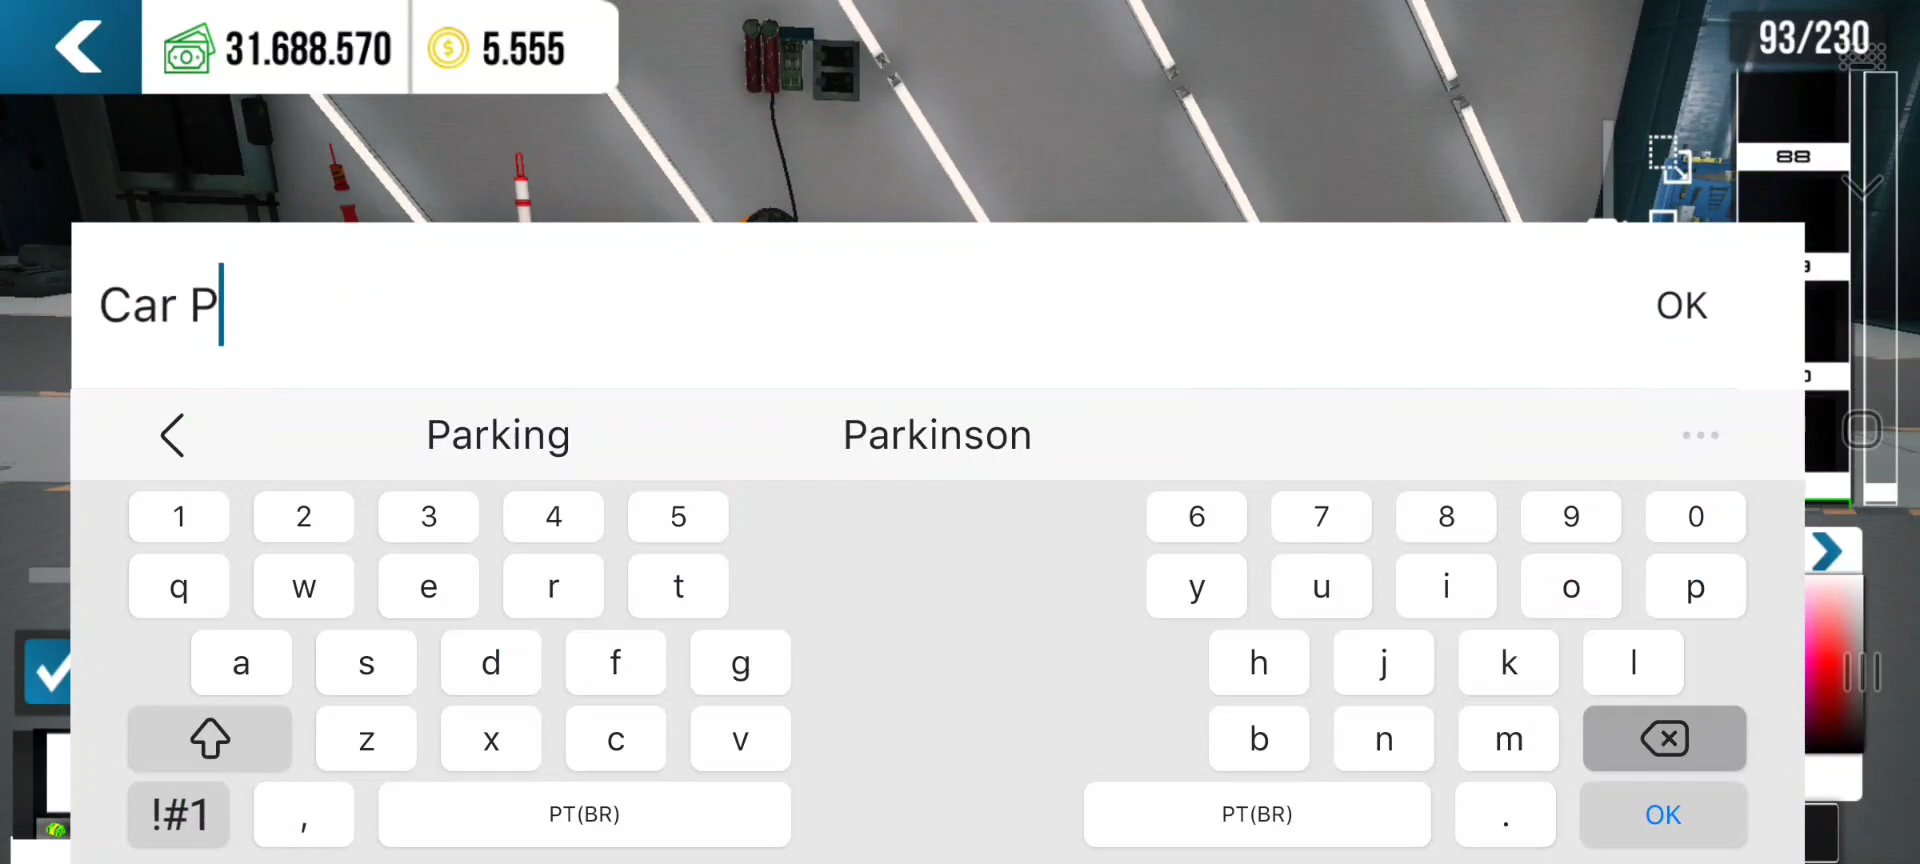 31.688.570 5.555 93/230
88
Car P OK
Parking Parkinson
1 2 3 4 5 6 7 8 9 0
q w e r t y u i o p
a s d f g h j k l
z x c v b n m
!#1 , PT(BR) PT(BR) . OK